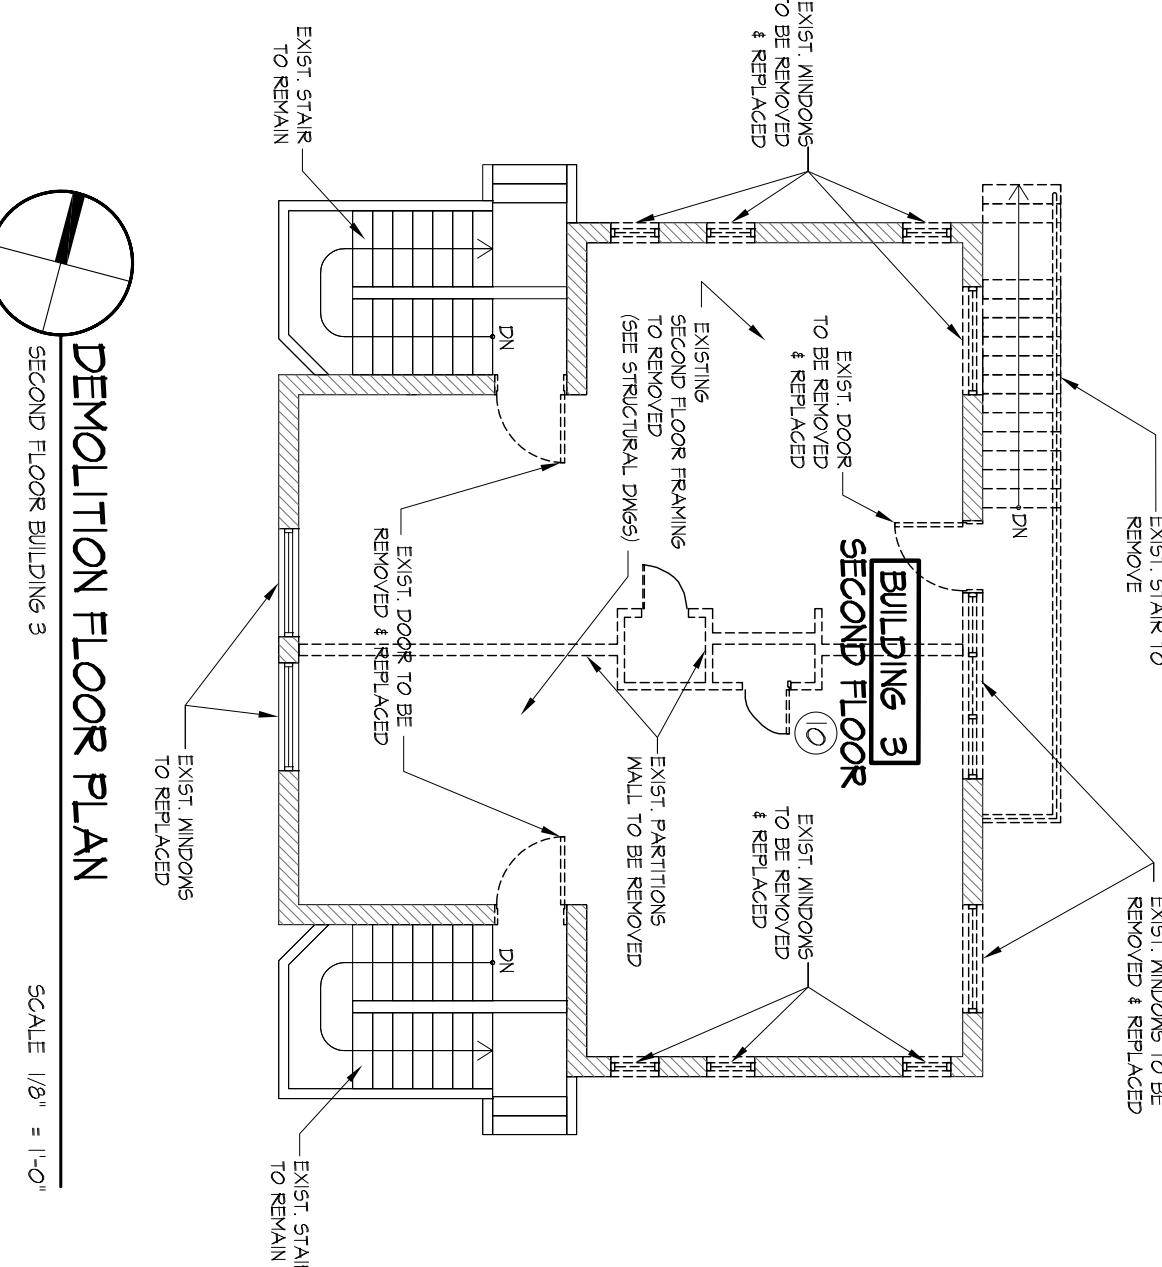 EXIST. STAIR TO
REMOVE
EXIST. WINDOWS TO BE
REMOVED & REPLACED
DN
EXIST. WINDOWS
TO BE REMOVED
& REPLACED
EXIST. DOOR
TO BE REMOVED
& REPLACED
BUILDING 3
SECOND FLOOR
10
EXIST. WINDOWS
TO BE REMOVED
& REPLACED
EXISTING
SECOND FLOOR FRAMING
TO REMOVED
(SEE STRUCTURAL DWGS)
EXIST. PARTITIONS
WALL TO BE REMOVED
DN
DN
EXIST. DOOR TO BE
REMOVED & REPLACED
EXIST. STAIR
TO REMAIN
EXIST. STAIR
TO REMAIN
EXIST. WINDOWS
TO REPLACED
DEMOLITION FLOOR PLAN
SECOND FLOOR BUILDING 3
SCALE 1/8" = 1'-0"